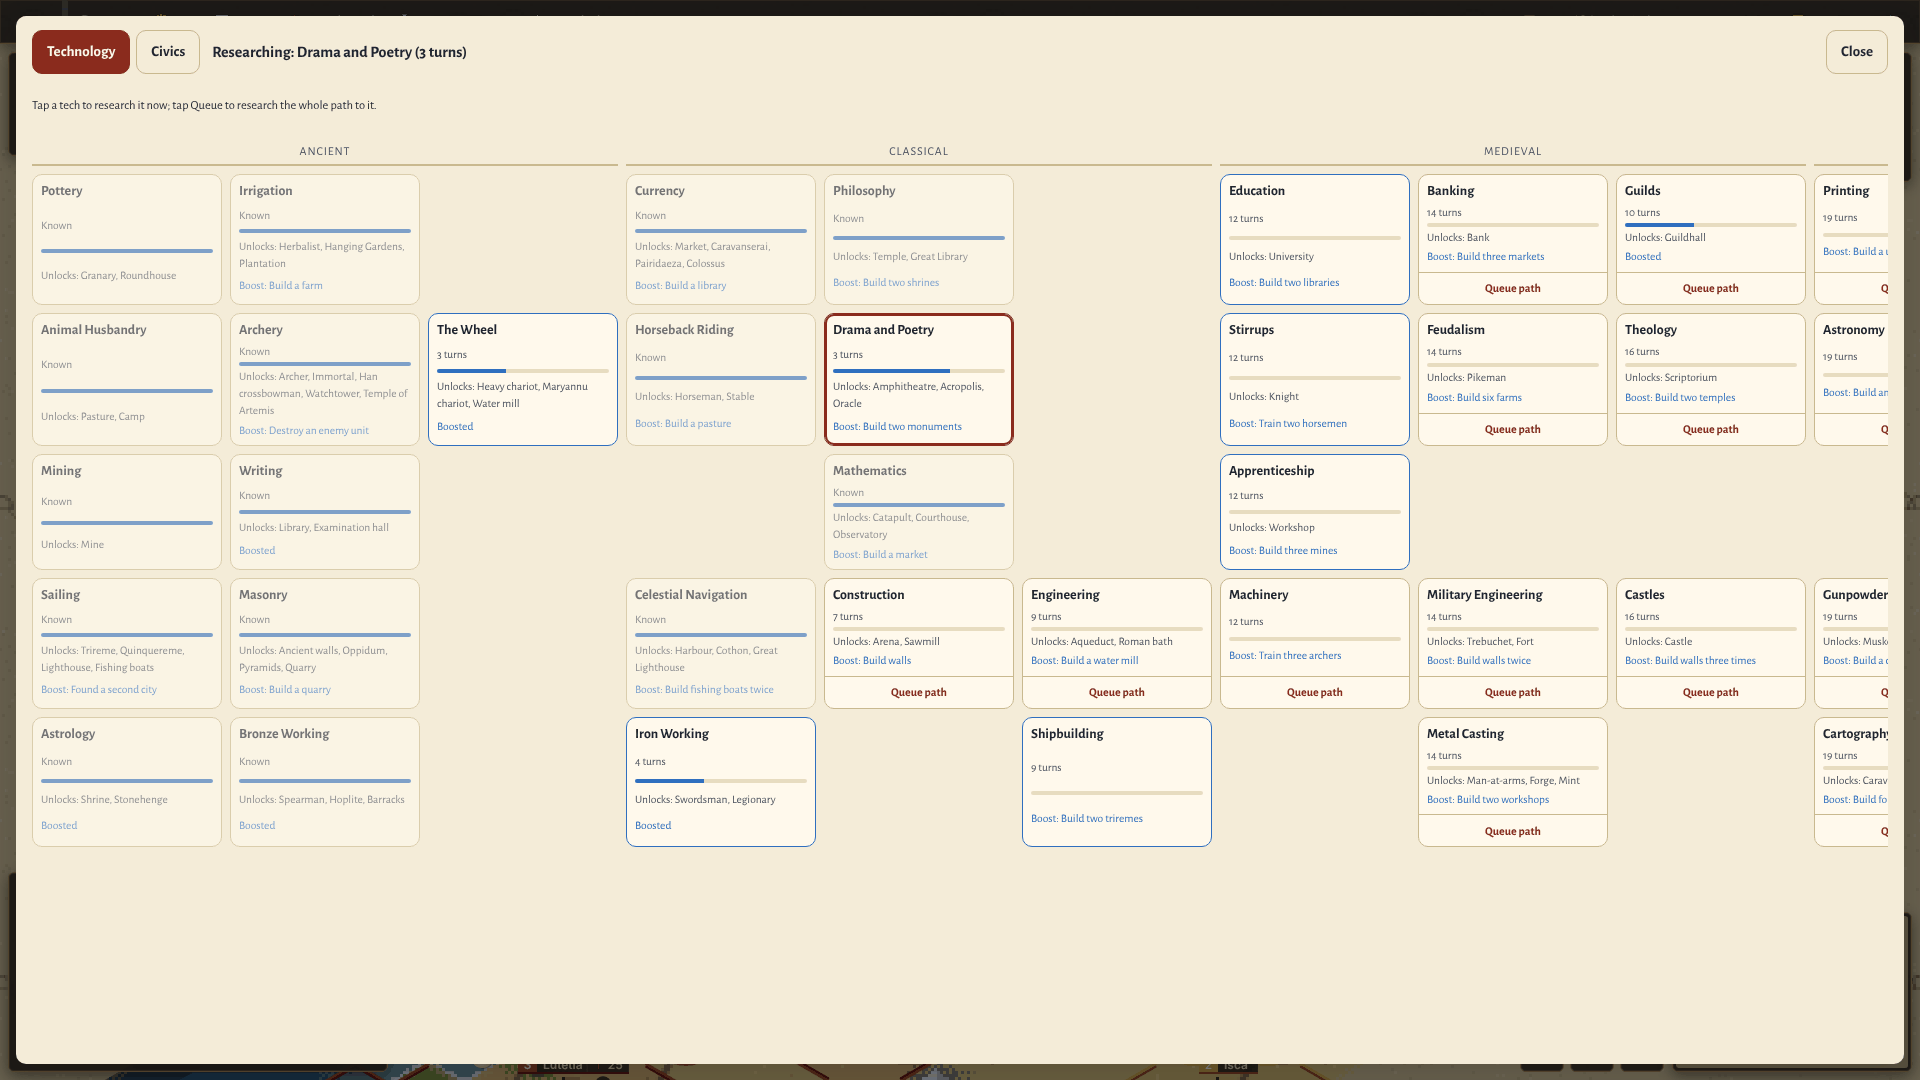 Technology
Civics
Researching: Drama and Poetry (3 turns)
Close
Tap a tech to research it now; tap Queue to research the whole path to it.
ANCIENT
CLASSICAL
MEDIEVAL
Pottery
Known
Unlocks: Granary, Roundhouse
Irrigation
Known
Unlocks: Herbalist, Hanging Gardens,
Plantation
Boost: Build a farm
Currency
Known
Unlocks: Market, Caravanserai,
Pairidaeza, Colossus
Boost: Build a library
Philosophy
Known
Unlocks: Temple, Great Library
Boost: Build two shrines
Education
12 turns
Unlocks: University
Boost: Build two libraries
Banking
14 turns
Unlocks: Bank
Boost: Build three markets
Queue path
Guilds
10 turns
Unlocks: Guildhall
Boosted
Queue path
Printing
19 turns
Boost: Build a
Animal Husbandry
Known
Unlocks: Pasture, Camp
Archery
Known
Unlocks: Archer, Immortal, Han
crossbowman, Watchtower, Temple of
Artemis
Boost: Destroy an enemy unit
The Wheel
3 turns
Unlocks: Heavy chariot, Maryannu
chariot, Water mill
Boosted
Horseback Riding
Known
Unlocks: Horseman, Stable
Boost: Build a pasture
Drama and Poetry
3 turns
Unlocks: Amphitheatre, Acropolis,
Oracle
Boost: Build two monuments
Stirrups
12 turns
Unlocks: Knight
Boost: Train two horsemen
Feudalism
14 turns
Unlocks: Pikeman
Boost: Build six farms
Queue path
Theology
16 turns
Unlocks: Scriptorium
Boost: Build two temples
Queue path
Astronomy
19 turns
Boost: Build
Mining
Known
Unlocks: Mine
Writing
Known
Unlocks: Library, Examination hall
Boosted
Mathematics
Known
Unlocks: Catapult, Courthouse,
Observatory
Boost: Build a market
Apprenticeship
12 turns
Unlocks: Workshop
Boost: Build three mines
Sailing
Known
Unlocks: Trireme, Quinquereme,
Lighthouse, Fishing boats
Boost: Found a second city
Masonry
Known
Unlocks: Ancient walls, Oppidum,
Pyramids, Quarry
Boost: Build a quarry
Celestial Navigation
Known
Unlocks: Harbour, Cothon, Great
Lighthouse
Boost: Build fishing boats twice
Construction
7 turns
Unlocks: Arena, Sawmill
Boost: Build walls
Queue path
Engineering
9 turns
Unlocks: Aqueduct, Roman bath
Boost: Build a water mill
Queue path
Machinery
12 turns
Boost: Train three archers
Queue path
Military Engineering
14 turns
Unlocks: Trebuchet, Fort
Boost: Build walls twice
Queue path
Castles
16 turns
Unlocks: Castle
Boost: Build walls three times
Queue path
Gunpowder
19 turns
Unlocks:
Boost: Build a
Astrology
Known
Unlocks: Shrine, Stonehenge
Boosted
Bronze Working
Known
Unlocks: Spearman, Hoplite, Barracks
Boosted
Iron Working
4 turns
Unlocks: Swordsman, Legionary
Boosted
Shipbuilding
9 turns
Boost: Build two triremes
Metal Casting
14 turns
Unlocks: Man-at-arms, Forge, Mint
Boost: Build two workshops
Queue path
Cartography
19 turns
Unlocks:
Boost: Build
3 Lutetia 25
2 Isca